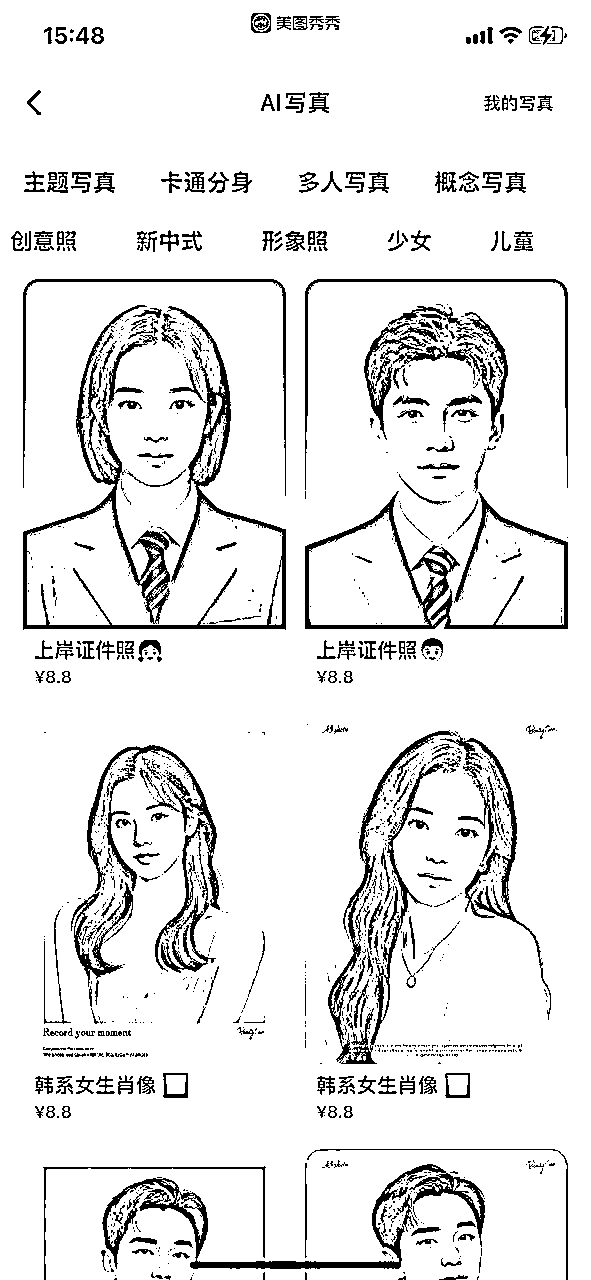 美图秀秀
15:48
AI写真
我的写真
主题写真 卡通分身 多人写真 概念写真
创意照 新中式 形象照 少女 儿童
上岸证件照👧
¥8.8
上岸证件照👦
¥8.8
Record your moment
韩系女生肖像
¥8.8
韩系女生肖像
¥8.8